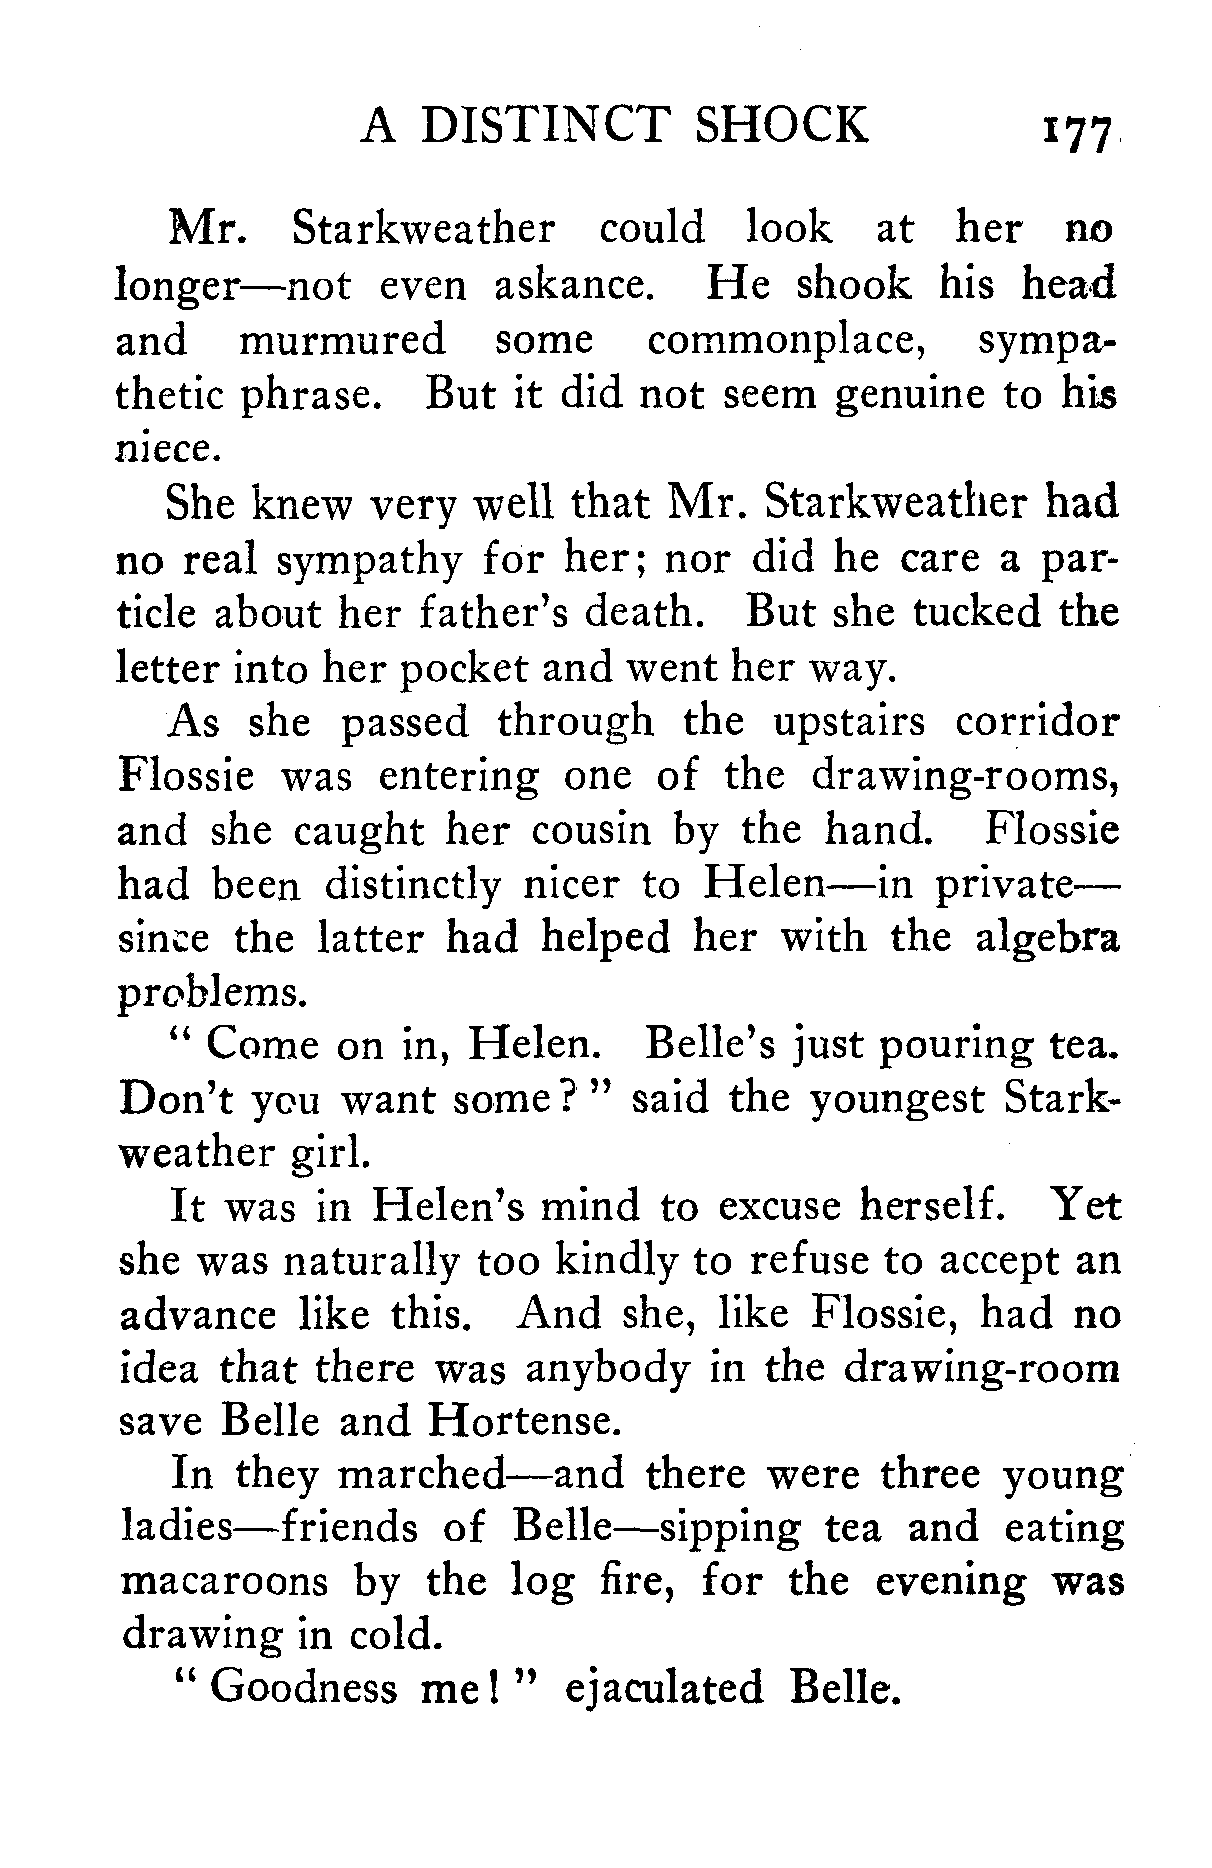 A DISTINCT SHOCK 177
Mr. Starkweather could look at her no
longer—not even askance. He shook his head
and murmured some commonplace, sympa-
thetic phrase. But it did not seem genuine to his
niece.
She knew very well that Mr. Starkweather had
no real sympathy for her; nor did he care a par-
ticle about her father's death. But she tucked the
letter into her pocket and went her way.
As she passed through the upstairs corridor
Flossie was entering one of the drawing-rooms,
and she caught her cousin by the hand. Flossie
had been distinctly nicer to Helen—in private—
since the latter had helped her with the algebra
problems.
“ Come on in, Helen. Belle's just pouring tea.
Don't you want some? ” said the youngest Stark-
weather girl.
It was in Helen's mind to excuse herself. Yet
she was naturally too kindly to refuse to accept an
advance like this. And she, like Flossie, had no
idea that there was anybody in the drawing-room
save Belle and Hortense.
In they marched—and there were three young
ladies—friends of Belle—sipping tea and eating
macaroons by the log fire, for the evening was
drawing in cold.
“ Goodness me! ” ejaculated Belle.